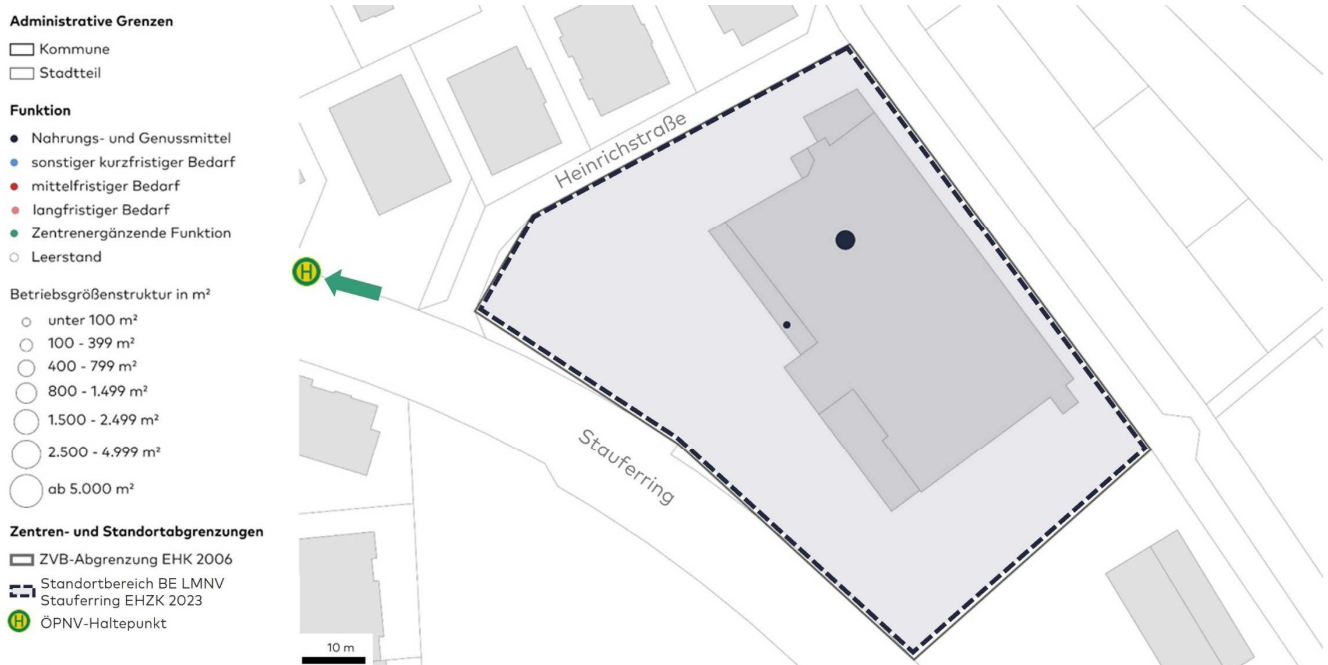 Administrative Grenzen
Kommune
Stadtteil
Funktion
Nahrungs- und Genussmittel
sonstiger kurzfristiger Bedarf
mittelfristiger Bedarf
langfristiger Bedarf
Zentrenergänzende Funktion
Leerstand
Betriebsgrößenstruktur in m²
unter 100 m²
100 - 399 m²
400 - 799 m²
800 - 1.499 m²
1.500 - 2.499 m²
2.500 - 4.999 m²
ab 5.000 m²
Zentren- und Standortabgrenzungen
ZVB-Abgrenzung EHK 2006
Standortbereich BE LMNV
Stauferring EHZK 2023
H ÖPNV-Haltepunkt
Heinrichstraße
H
Stauferring
10 m